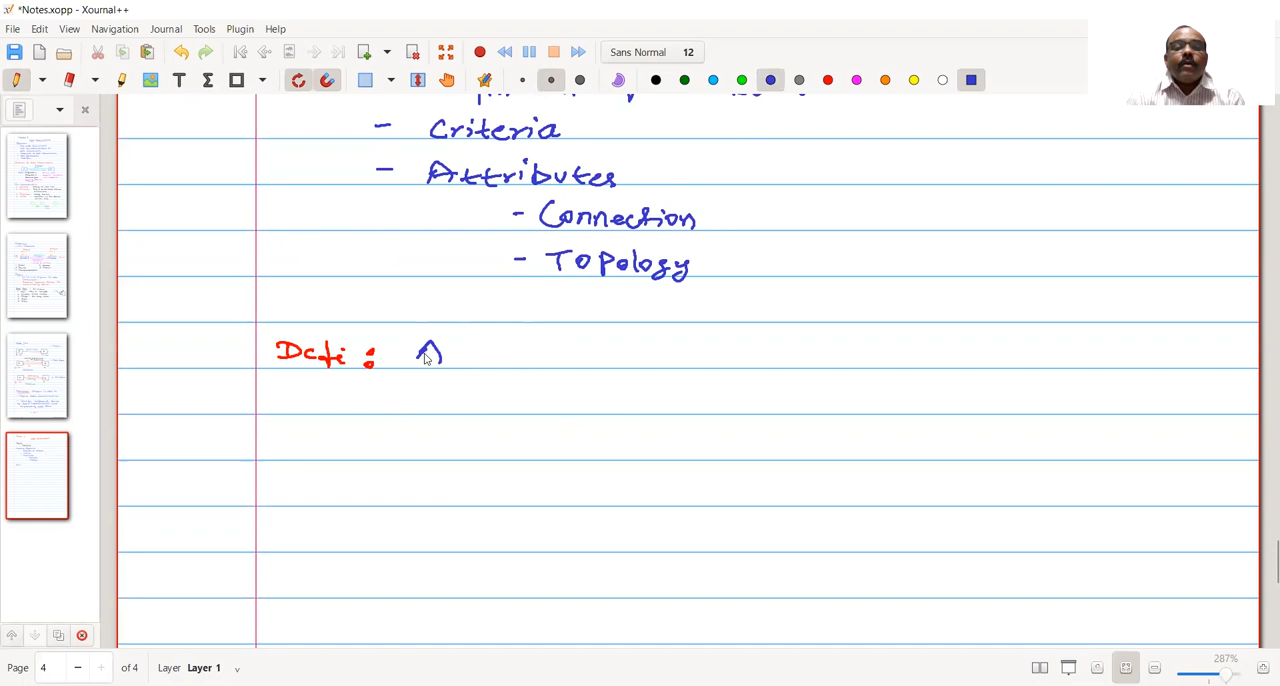 *Notes.xopp - Xournal++
File Edit View Navigation Journal Tools Plugin Help
Sans Normal 12
- Criteria
- Attributes
- Connection
- Topology
Defi : A
Page 4 of 4 Layer Layer 1 287%